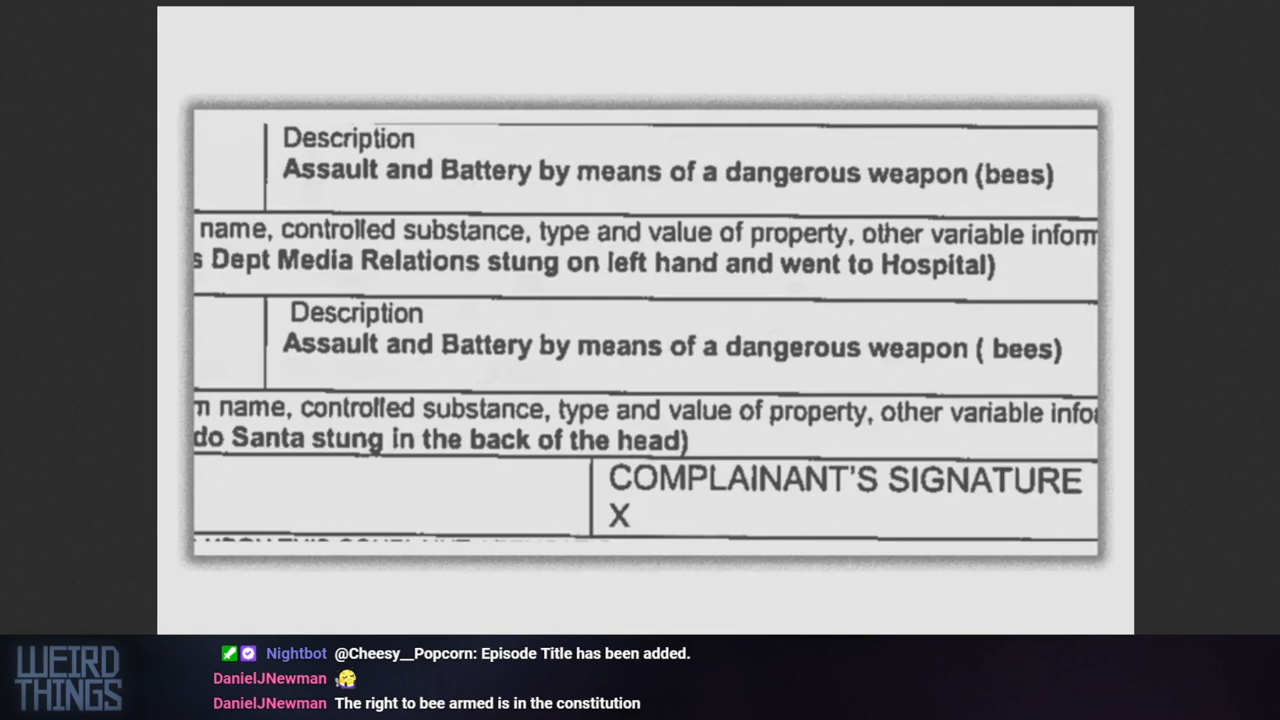 Description
Assault and Battery by means of a dangerous weapon (bees)
name, controlled substance, type and value of property, other variable inform
s Dept Media Relations stung on left hand and went to Hospital)
Description
Assault and Battery by means of a dangerous weapon ( bees)
m name, controlled substance, type and value of property, other variable info
do Santa stung in the back of the head)
COMPLAINANT'S SIGNATURE
X
WEIRD
THINGS
Nightbot @Cheesy__Popcorn: Episode Title has been added.
DanielJNewman
DanielJNewman The right to bee armed is in the constitution